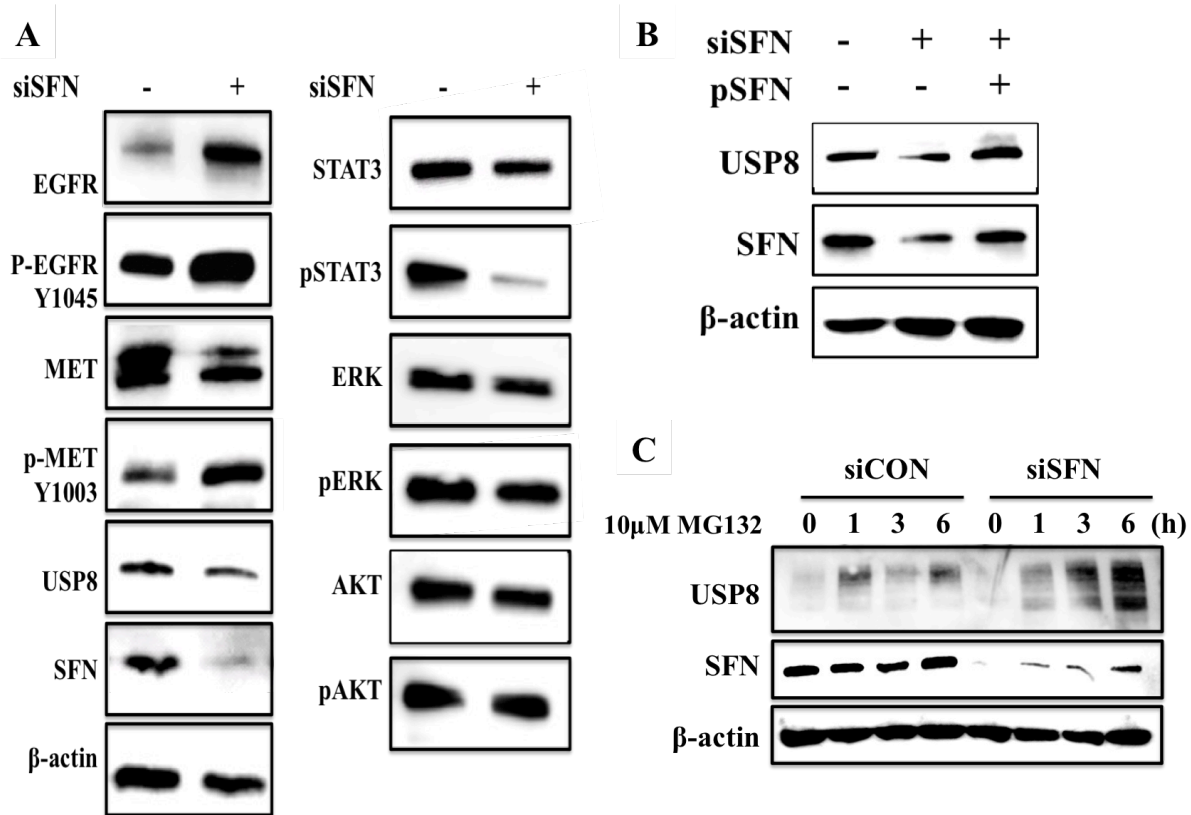 A
siSFN - +
EGFR
P-EGFR
Y1045
MET
p-MET
Y1003
USP8
SFN
β-actin
siSFN - +
STAT3
pSTAT3
ERK
pERK
AKT
pAKT
B
siSFN - + +
pSFN - - +
USP8
SFN
β-actin
C
siCON siSFN
10μM MG132 0 1 3 6 0 1 3 6 (h)
USP8
SFN
β-actin